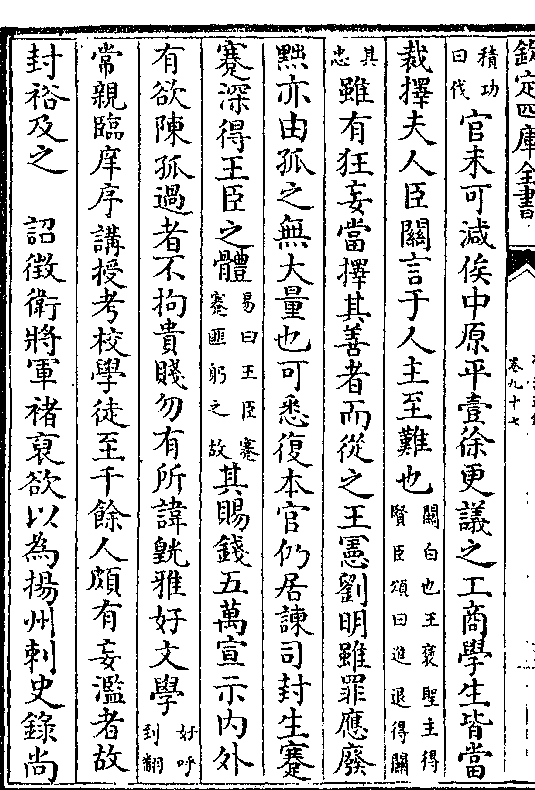 欽定四庫全書
卷九十七
積功曰伐官未可減俟中原平壹徐更議之工商學生皆當
裁擇夫人臣關言于人主至難也關白也王褒聖主得賢臣頌曰進退得關
其忠雖有狂妄當擇其善者而從之王憲劉明雖罪應廢
黜亦由孤之無大量也可悉復本官仍居諫司封生蹇
蹇深得王臣之體易曰王臣蹇蹇匪躬之故其賜錢五萬宣示内外
有欲陳孤過者不拘貴賤勿有所諱皝雅好文學好呼到翻
常親臨庠序講授考校學徒至千餘人頗有妄濫者故
封裕及之 詔徵衛將軍褚裒欲以為揚州刺史錄尚